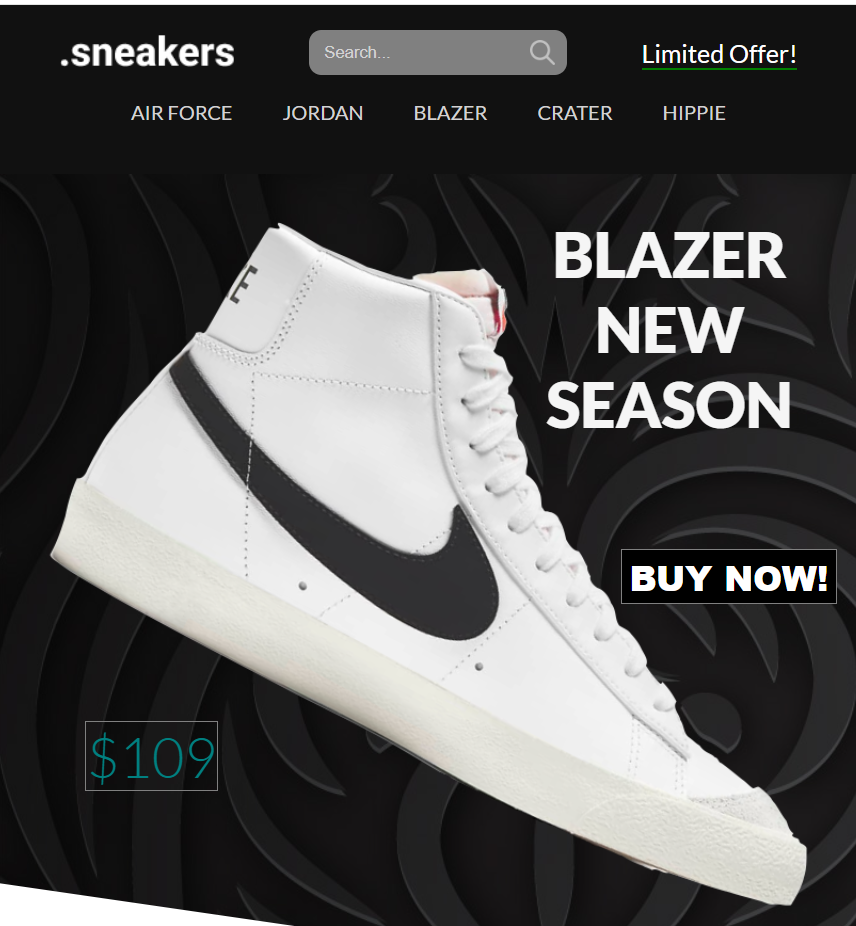 .sneakers
Search...
Limited Offer!
AIR FORCE JORDAN BLAZER CRATER HIPPIE
BLAZER
NEW
SEASON
BUY NOW!
$109